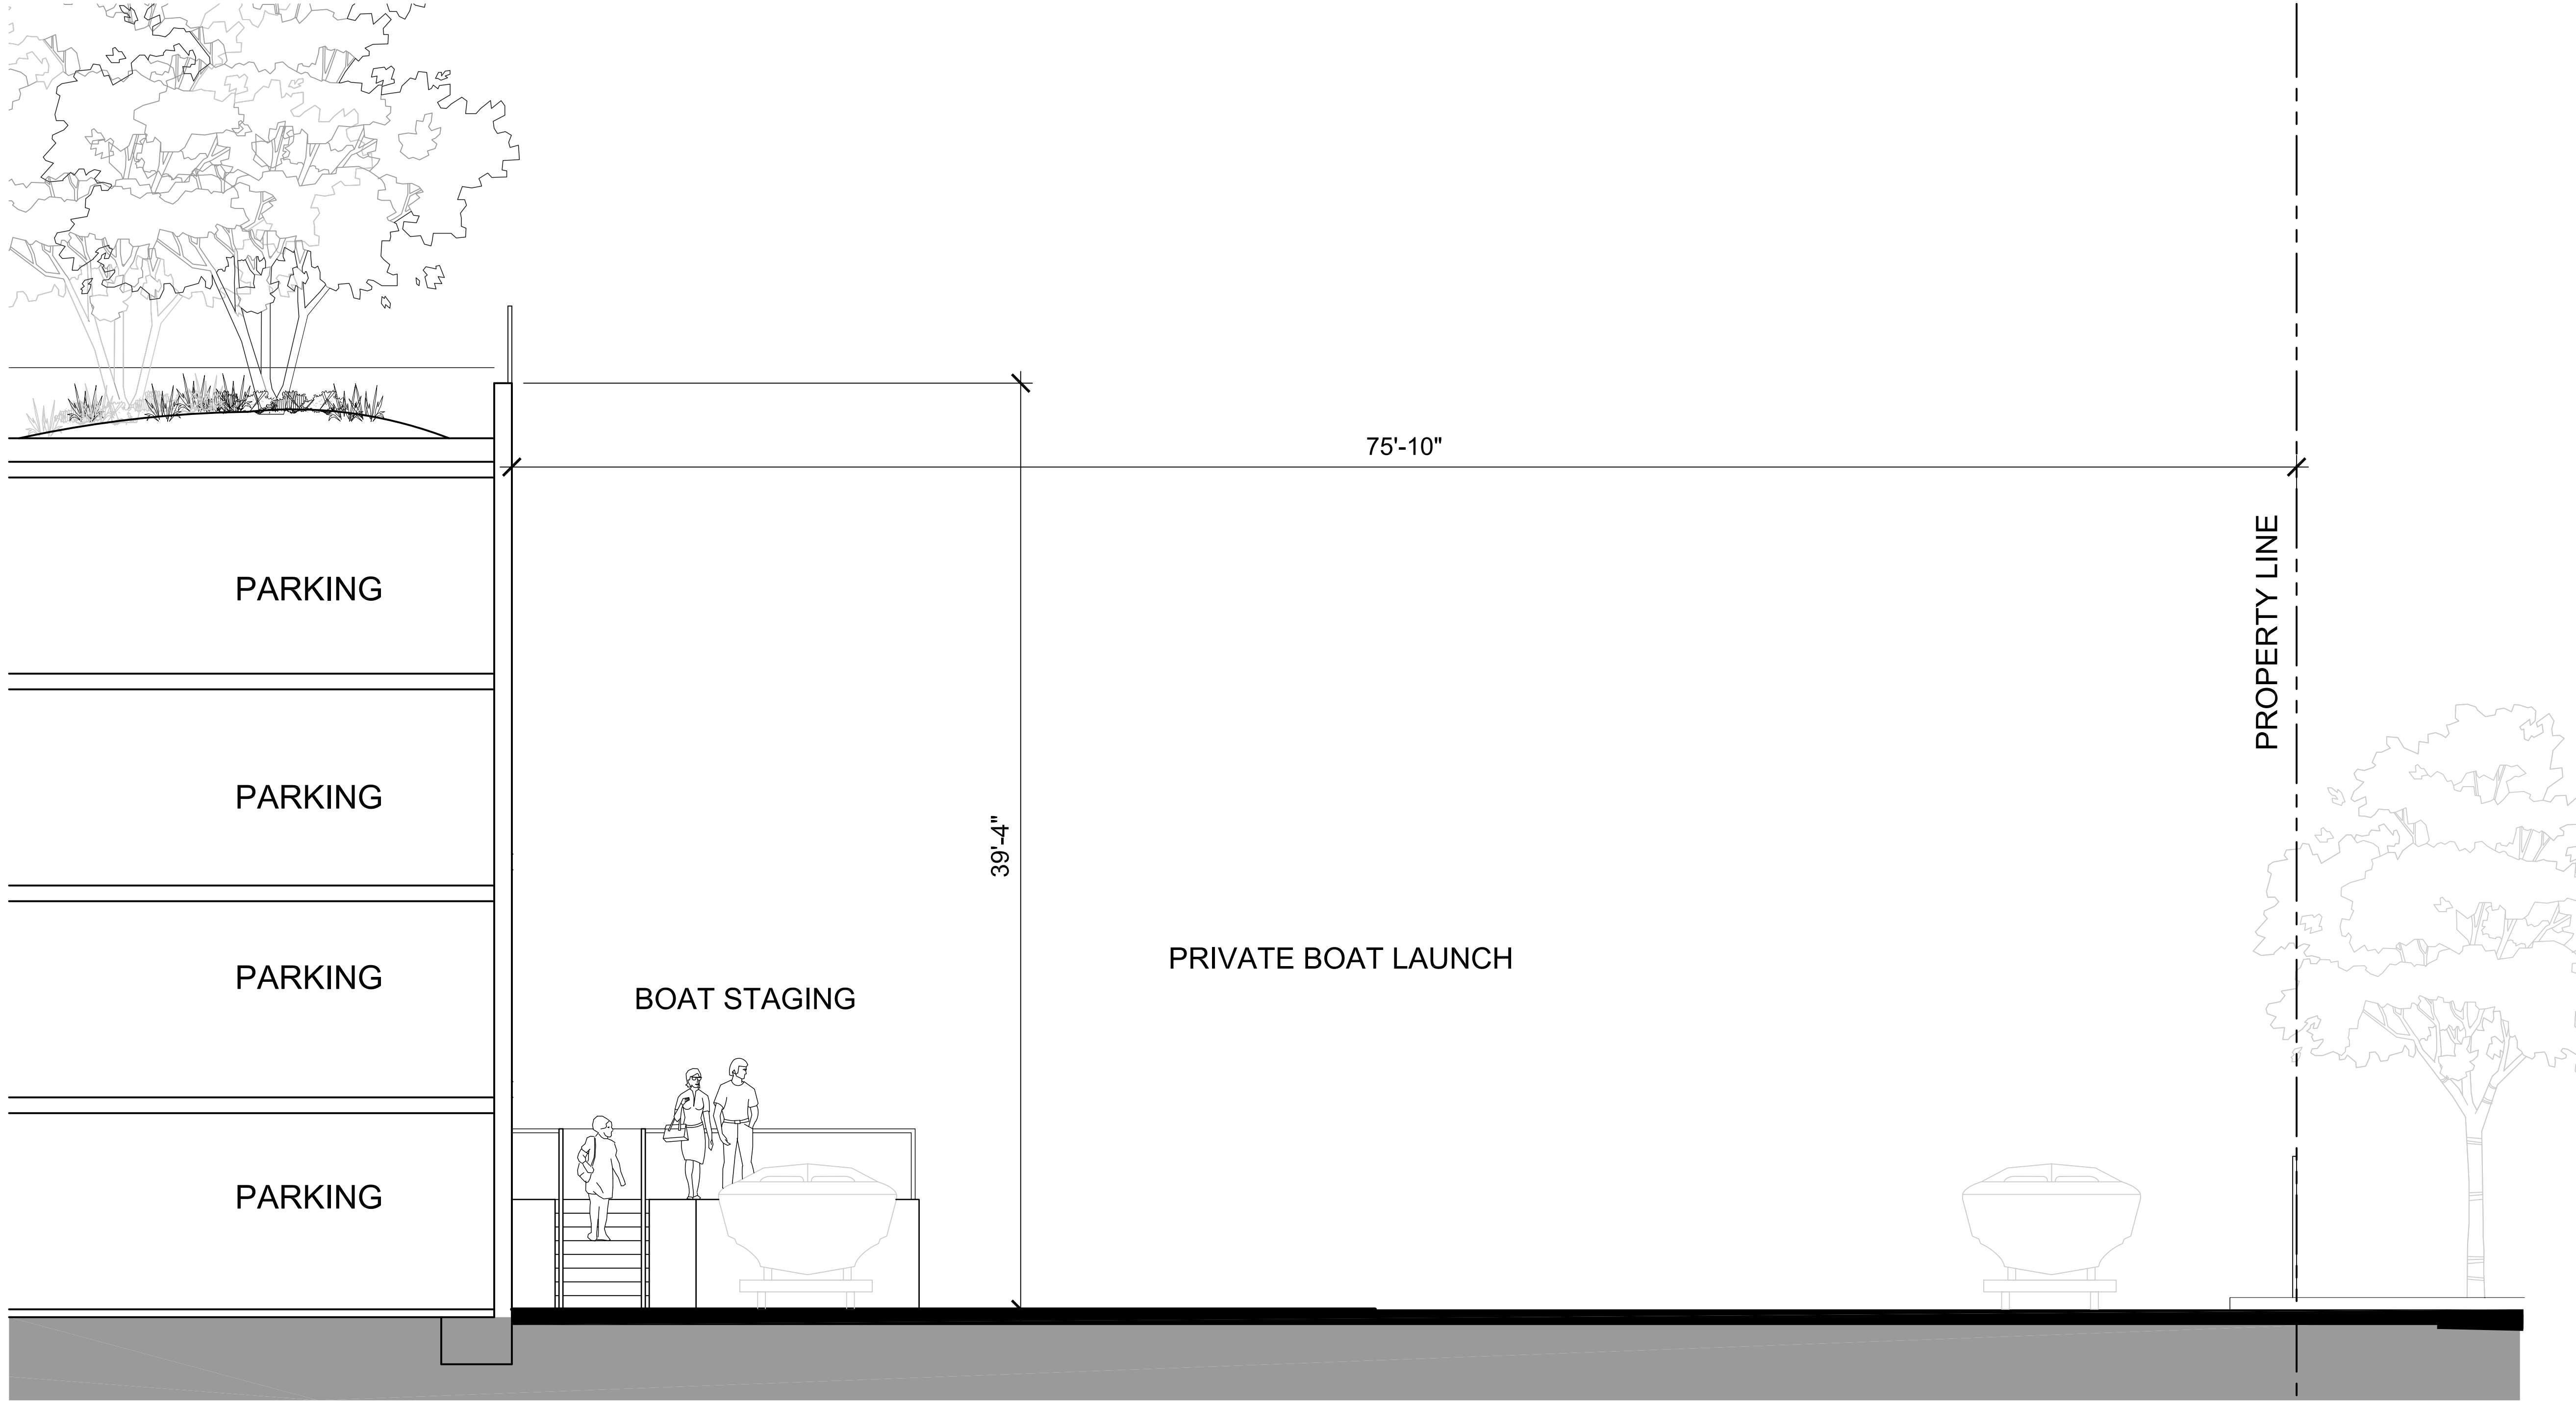 75'-10"
PROPERTY LINE
PARKING
PARKING
39'-4"
PRIVATE BOAT LAUNCH
PARKING
BOAT STAGING
PARKING